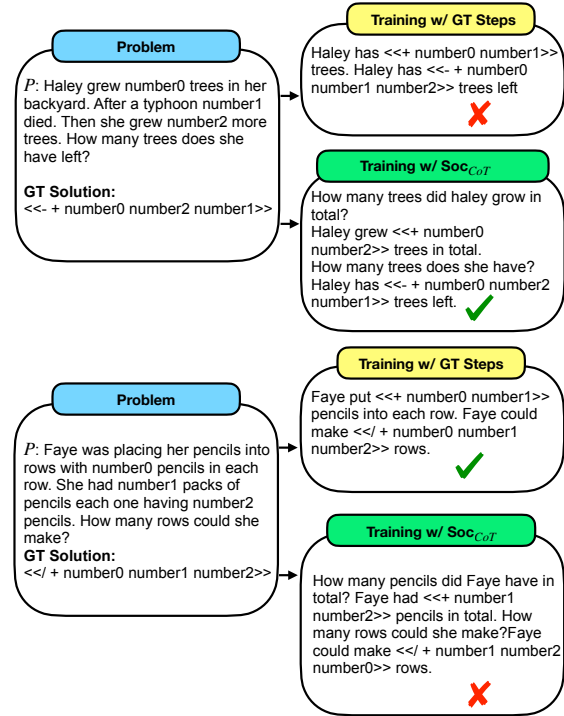 Problem
P: Haley grew number0 trees in her
backyard. After a typhoon number1
died. Then she grew number2 more
trees. How many trees does she
have left?
GT Solution:
<<- + number0 number2 number1>>
Training w/ GT Steps
Haley has <<+ number0 number1>>
trees. Haley has <<- + number0
number1 number2>> trees left
Training w/ SocCoT
How many trees did haley grow in
total?
Haley grew <<+ number0
number2>> trees in total.
How many trees does she have?
Haley has <<- + number0 number2
number1>> trees left.
Problem
P: Faye was placing her pencils into
rows with number0 pencils in each
row. She had number1 packs of
pencils each one having number2
pencils. How many rows could she
make?
GT Solution:
<</ + number0 number1 number2>>
Training w/ GT Steps
Faye put <<+ number0 number1>>
pencils into each row. Faye could
make <</ + number0 number1
number2>> rows.
Training w/ SocCoT
How many pencils did Faye have in
total? Faye had <<+ number1
number2>> pencils in total. How
many rows could she make?Faye
could make <</ + number1 number2
number0>> rows.